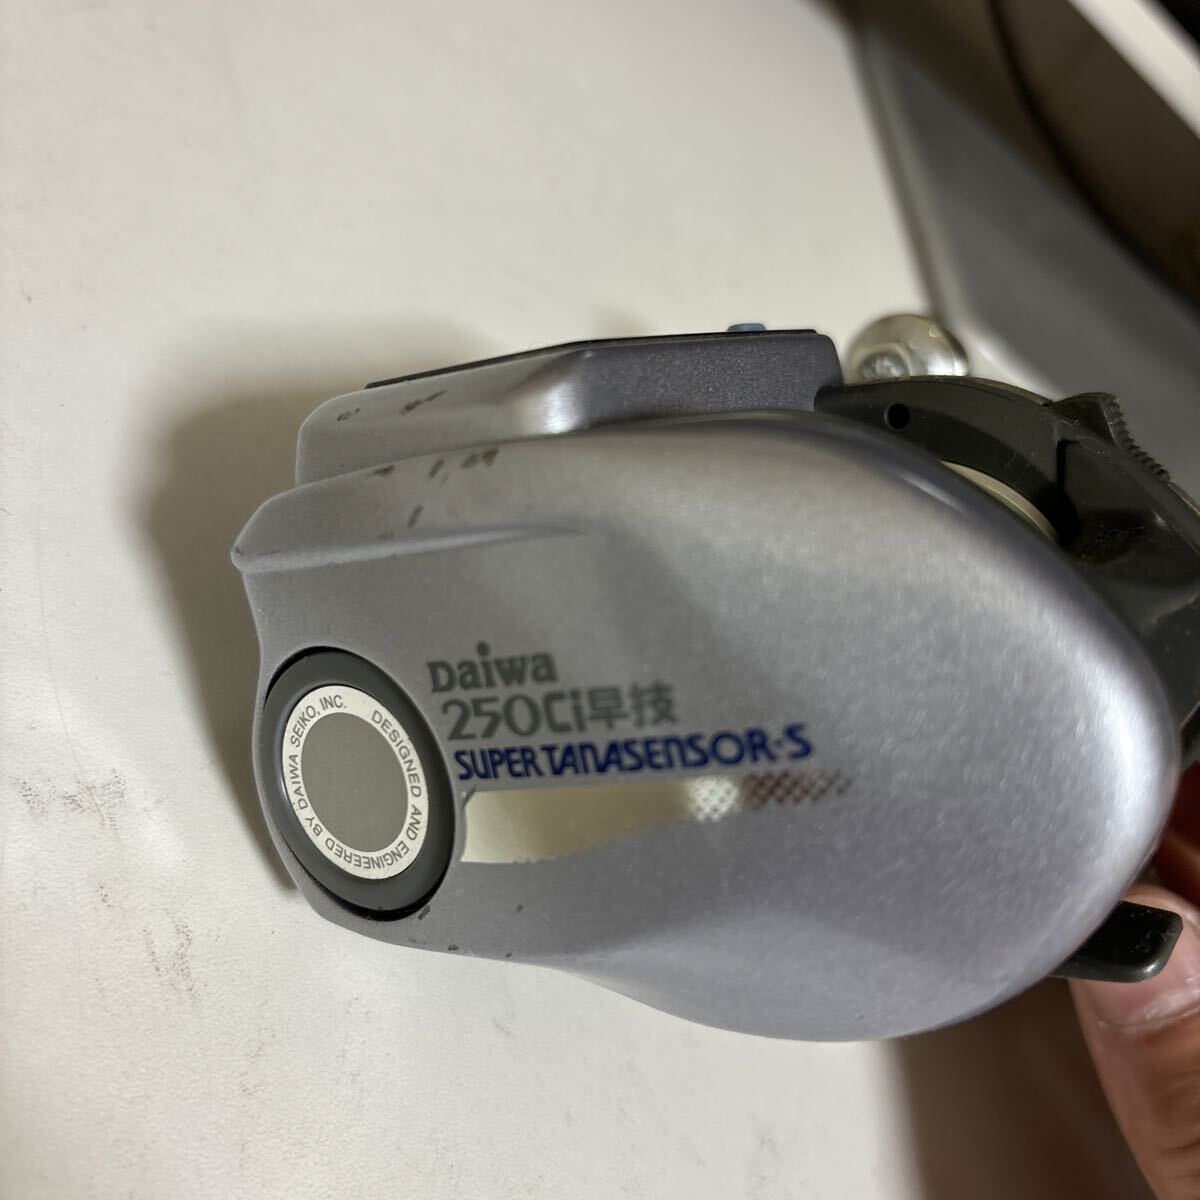 Daiwa
250Ci早技
SUPER TANASENSOR-S
DESIGNED AND ENGINEERED BY DAIWA SEIKO, INC.